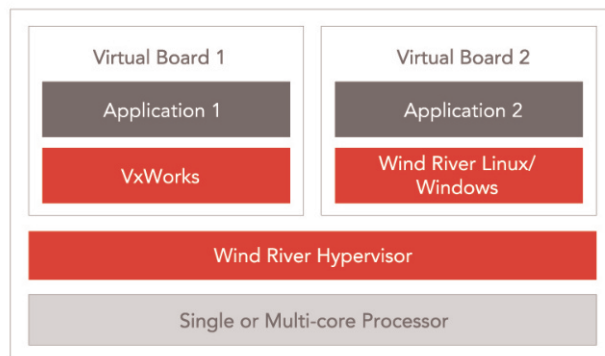 Virtual Board 1
Application 1
VxWorks
Virtual Board 2
Application 2
Wind River Linux/
Windows
Wind River Hypervisor
Single or Multi-core Processor